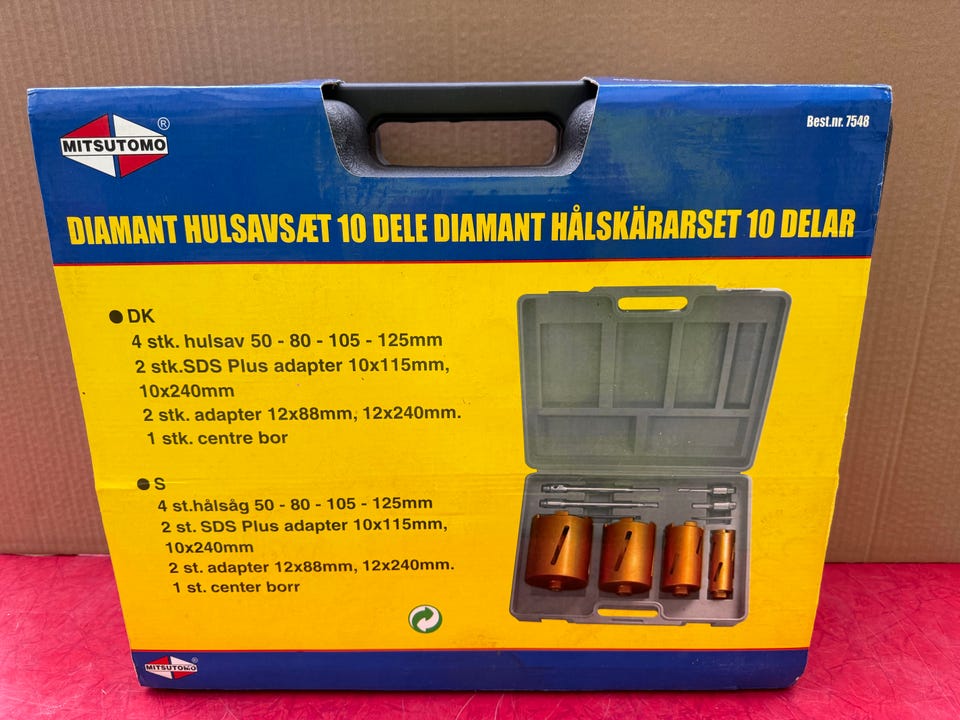 MITSUTOMO ®
Best.nr. 7548
DIAMANT HULSAVSÆT 10 DELE DIAMANT HÅLSKÄRARSET 10 DELAR
● DK
4 stk. hulsav 50 - 80 - 105 - 125mm
2 stk.SDS Plus adapter 10x115mm,
10x240mm
2 stk. adapter 12x88mm, 12x240mm.
1 stk. centre bor
● S
4 st.hålsåg 50 - 80 - 105 - 125mm
2 st. SDS Plus adapter 10x115mm,
10x240mm
2 st. adapter 12x88mm, 12x240mm.
1 st. center borr
MITSUTOMO ®